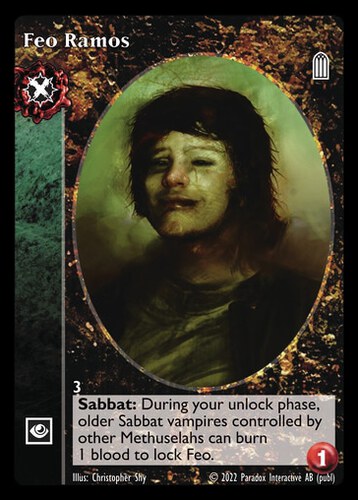 Feo Ramos
3
Sabbat: During your unlock phase,
older Sabbat vampires controlled by
other Methuselahs can burn
1 blood to lock Feo.
1
Illus: Christopher Shy © 2022 Paradox Interactive AB (publ)